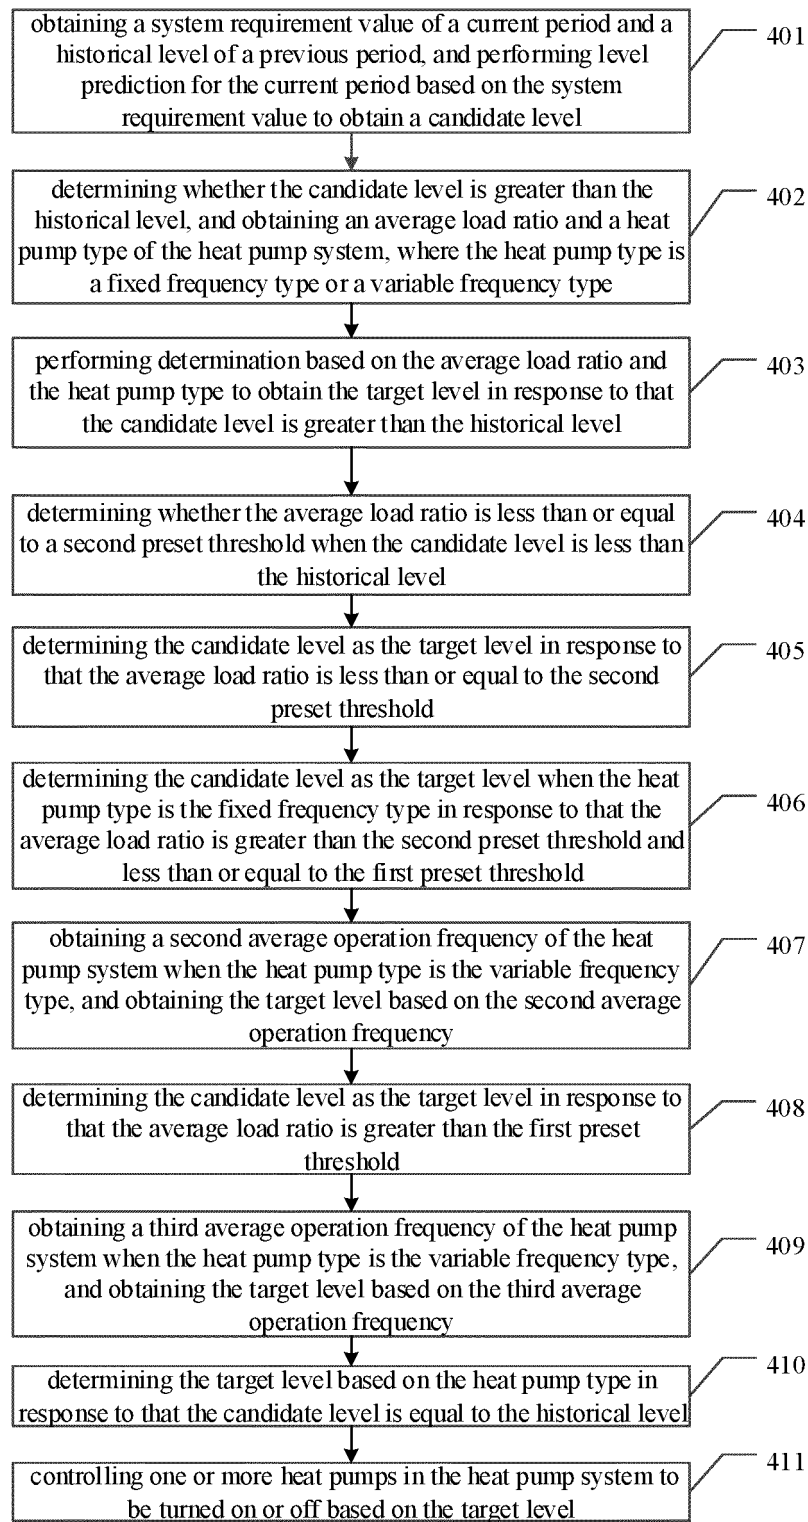 obtaining a system requirement value of a current period and a
historical level of a previous period, and performing level
prediction for the current period based on the system
requirement value to obtain a candidate level
401
determining whether the candidate level is greater than the
historical level, and obtaining an average load ratio and a heat
pump type of the heat pump system, where the heat pump type is
a fixed frequency type or a variable frequency type
402
performing determination based on the average load ratio and
the heat pump type to obtain the target level in response to that
the candidate level is greater than the historical level
403
determining whether the average load ratio is less than or equal
to a second preset threshold when the candidate level is less than
the historical level
404
determining the candidate level as the target level in response to
that the average load ratio is less than or equal to the second
preset threshold
405
determining the candidate level as the target level when the heat
pump type is the fixed frequency type in response to that the
average load ratio is greater than the second preset threshold and
less than or equal to the first preset threshold
406
obtaining a second average operation frequency of the heat
pump system when the heat pump type is the variable frequency
type, and obtaining the target level based on the second average
operation frequency
407
determining the candidate level as the target level in response to
that the average load ratio is greater than the first preset
threshold
408
obtaining a third average operation frequency of the heat pump
system when the heat pump type is the variable frequency type,
and obtaining the target level based on the third average
operation frequency
409
determining the target level based on the heat pump type in
response to that the candidate level is equal to the historical level
410
controlling one or more heat pumps in the heat pump system to
be turned on or off based on the target level
411